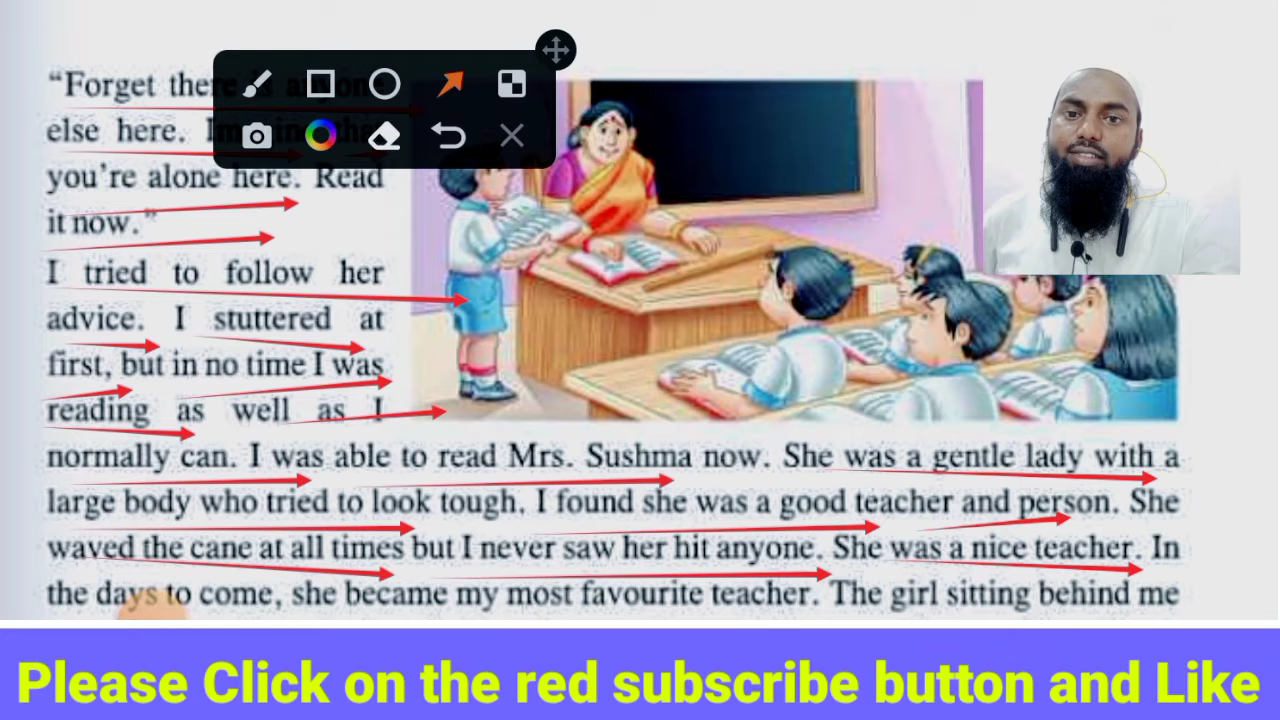 “Forget there is anyone
else here. Imagine that
you’re alone here. Read
it now.”
I tried to follow her
advice. I stuttered at
first, but in no time I was
reading as well as I
normally can. I was able to read Mrs. Sushma now. She was a gentle lady with a
large body who tried to look tough. I found she was a good teacher and person. She
waved the cane at all times but I never saw her hit anyone. She was a nice teacher. In
the days to come, she became my most favourite teacher. The girl sitting behind me
Please Click on the red subscribe button and Like